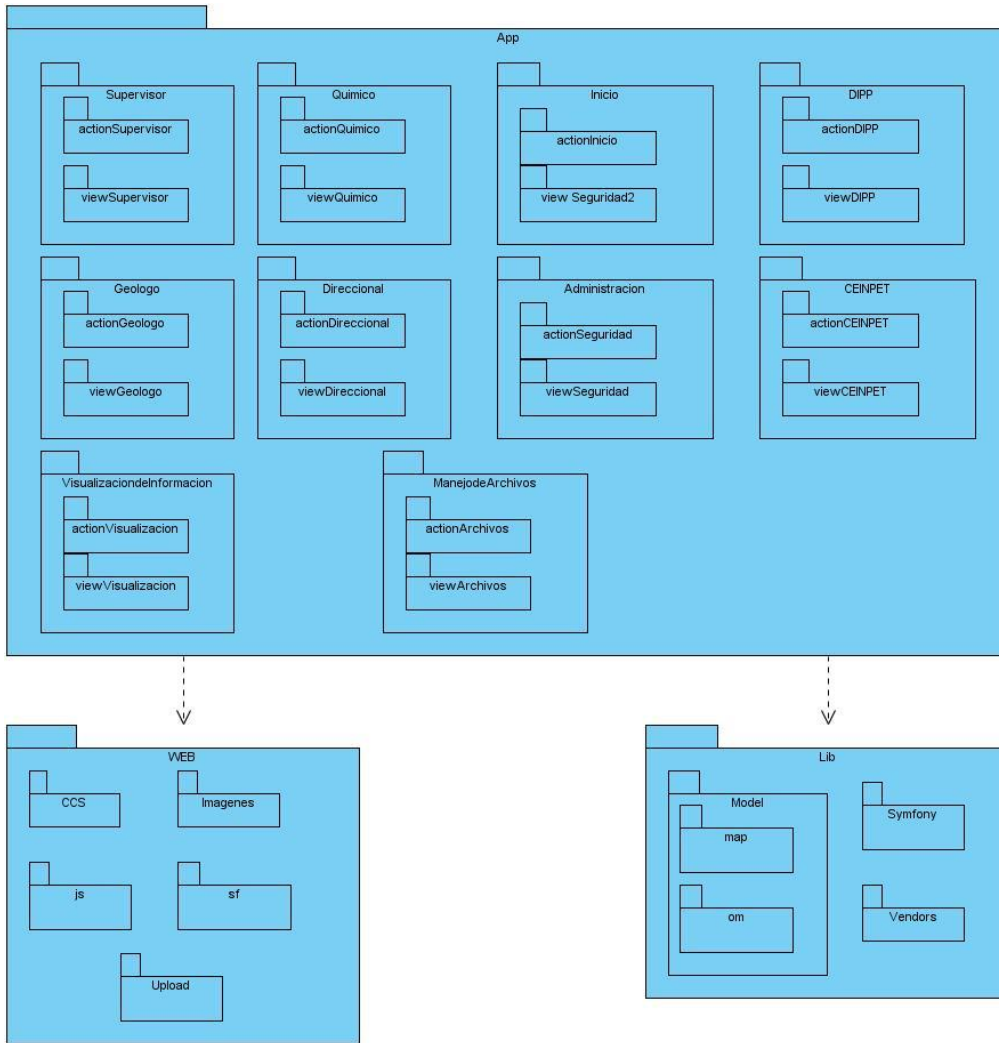 App
Supervisor
actionSupervisor
viewSupervisor
Quimico
actionQuimico
viewQuimico
Inicio
actionInicio
view Seguridad2
DIPP
actionDIPP
viewDIPP
Geologo
actionGeologo
viewGeologo
Direccional
actionDireccional
viewDireccional
Administracion
actionSeguridad
viewSeguridad
CEINPET
actionCEINPET
viewCEINPET
VisualizaciondeInformacion
actionVisualizacion
viewVisualizacion
ManejodeArchivos
actionArchivos
viewArchivos
WEB
CCS
Imagenes
js
sf
Upload
Lib
Model
map
om
Symfony
Vendors